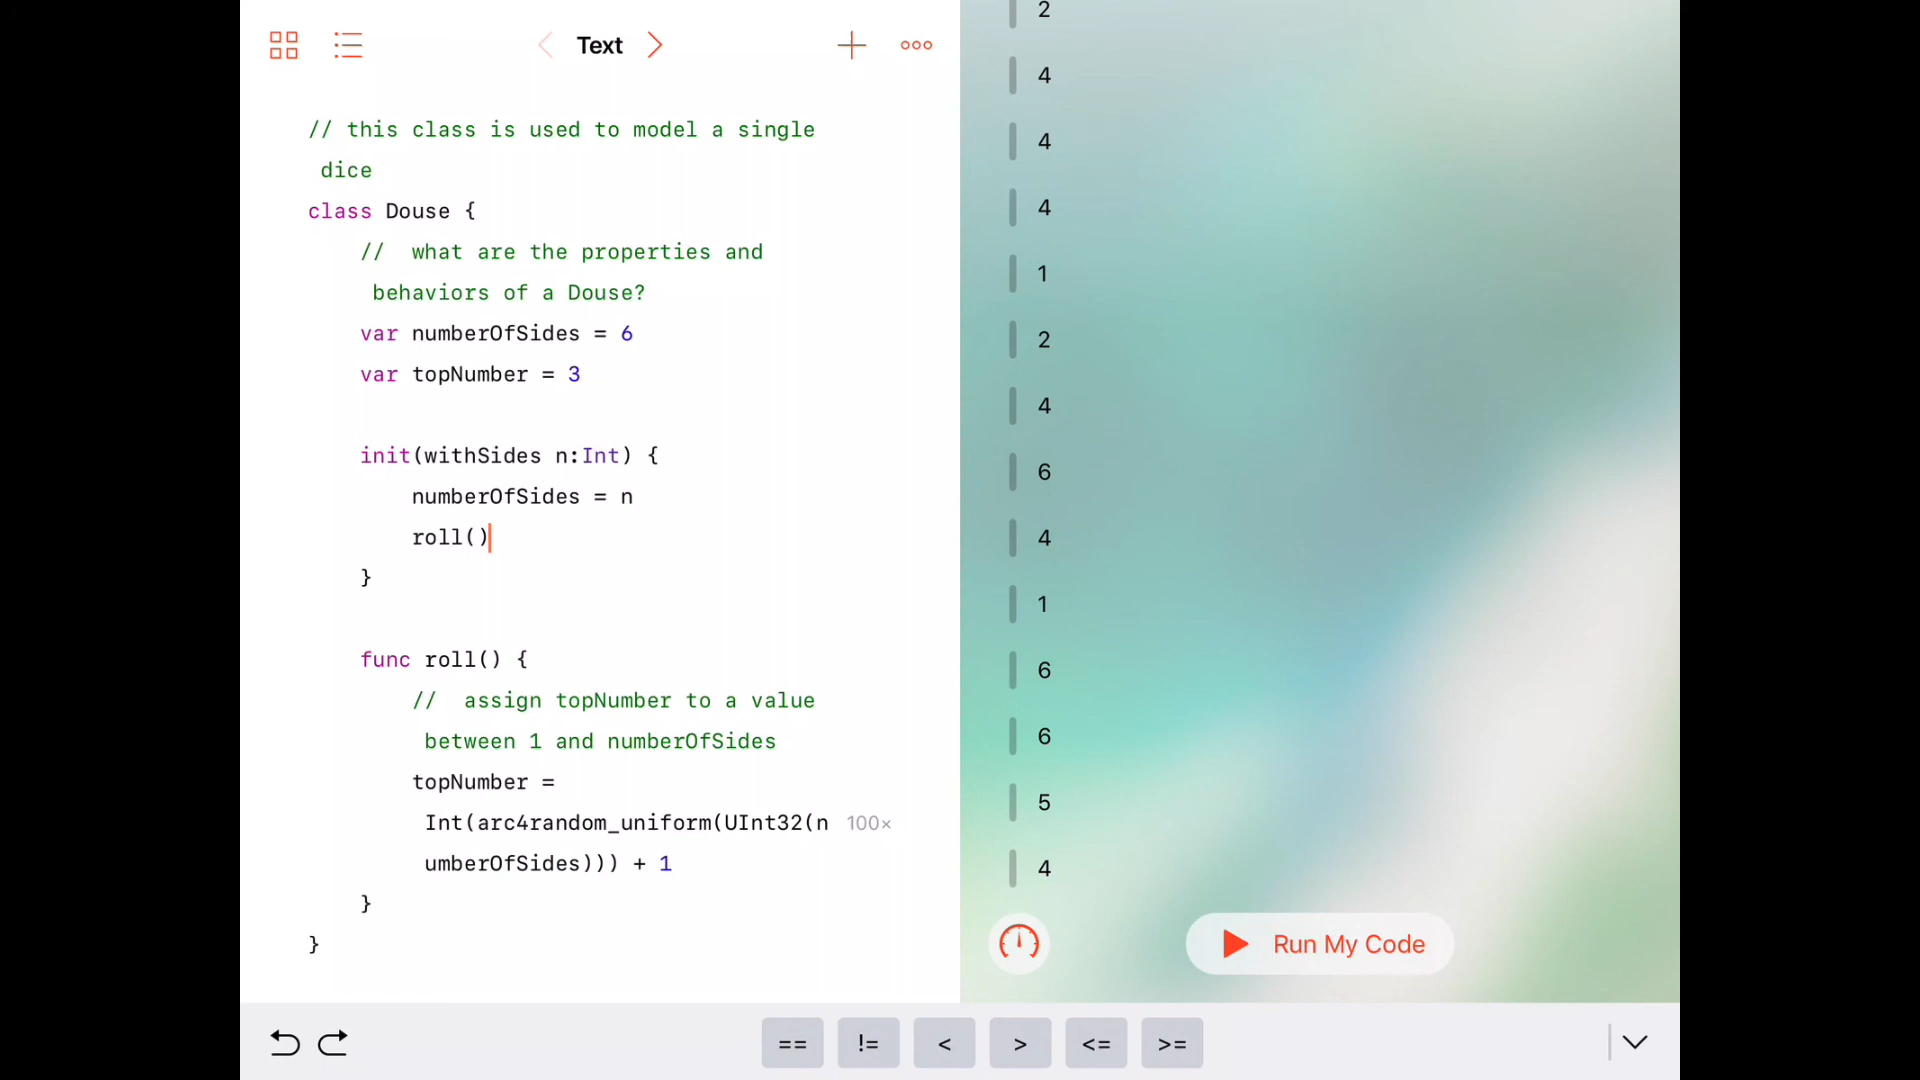 Text
// this class is used to model a single
dice
class Douse {
// what are the properties and
behaviors of a Douse?
var numberOfSides = 6
var topNumber = 3
init(withSides n:Int) {
numberOfSides = n
roll()
}
func roll() {
// assign topNumber to a value
between 1 and numberOfSides
topNumber =
Int(arc4random_uniform(UInt32(n 100×
umberOfSides))) + 1
}
}
2
4
4
4
1
2
4
6
4
1
6
6
5
4
Run My Code
== != < > <= >=